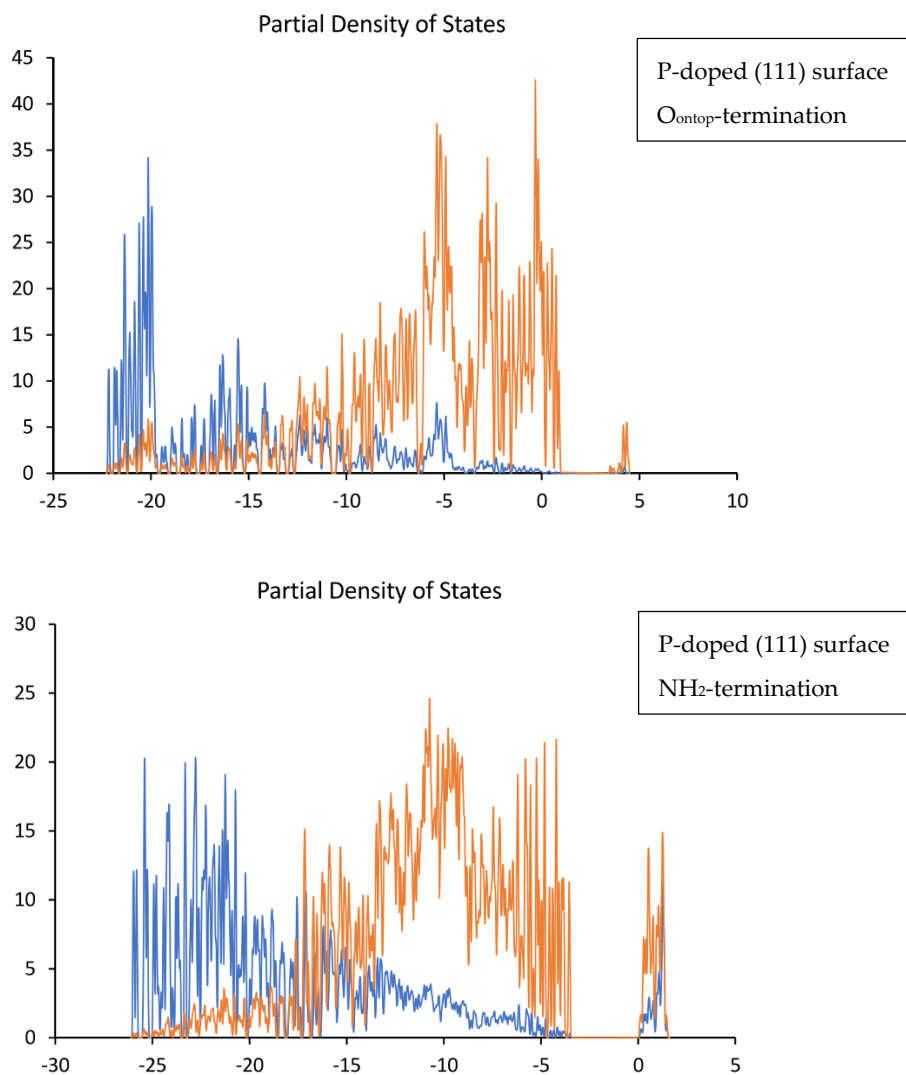 Partial Density of States
P-doped (111) surface
Oontop-termination
45
40
35
30
25
20
15
10
5
0
-25 -20 -15 -10 -5 0 5 10
Partial Density of States
P-doped (111) surface
NH2-termination
30
25
20
15
10
5
0
-30 -25 -20 -15 -10 -5 0 5